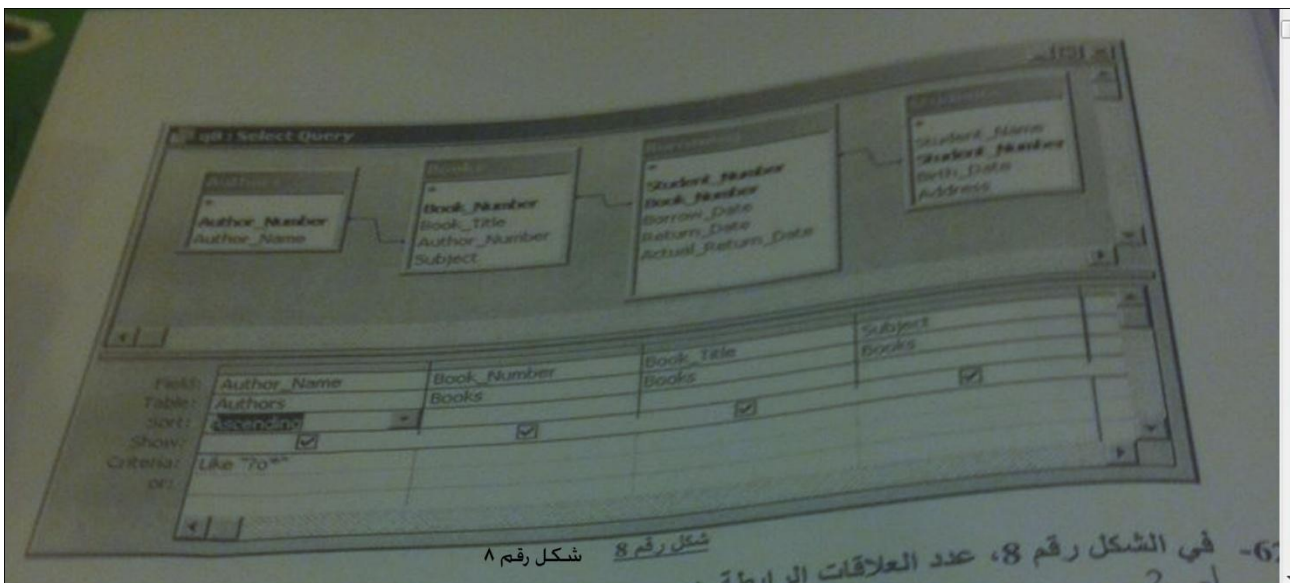 q8 : Select Query
Authors
*
Author_Number
Author_Name
Books
*
Book_Number
Book_Title
Author_Number
Subject
*
Student_Number
Book_Number
Borrow_Date
Return_Date
Actual_Return_Date
Students
*
Student_Name
Student_Number
Birth_Date
Address
Field: Author_Name Book_Number Book_Title Subject
Table: Authors Books Books Books
Sort: Ascending
Show:
Criteria: Like "?o*"
or:
شكل رقم 8
شكل رقم ٨
في الشكل رقم 8، عدد العلاقات الرابطة